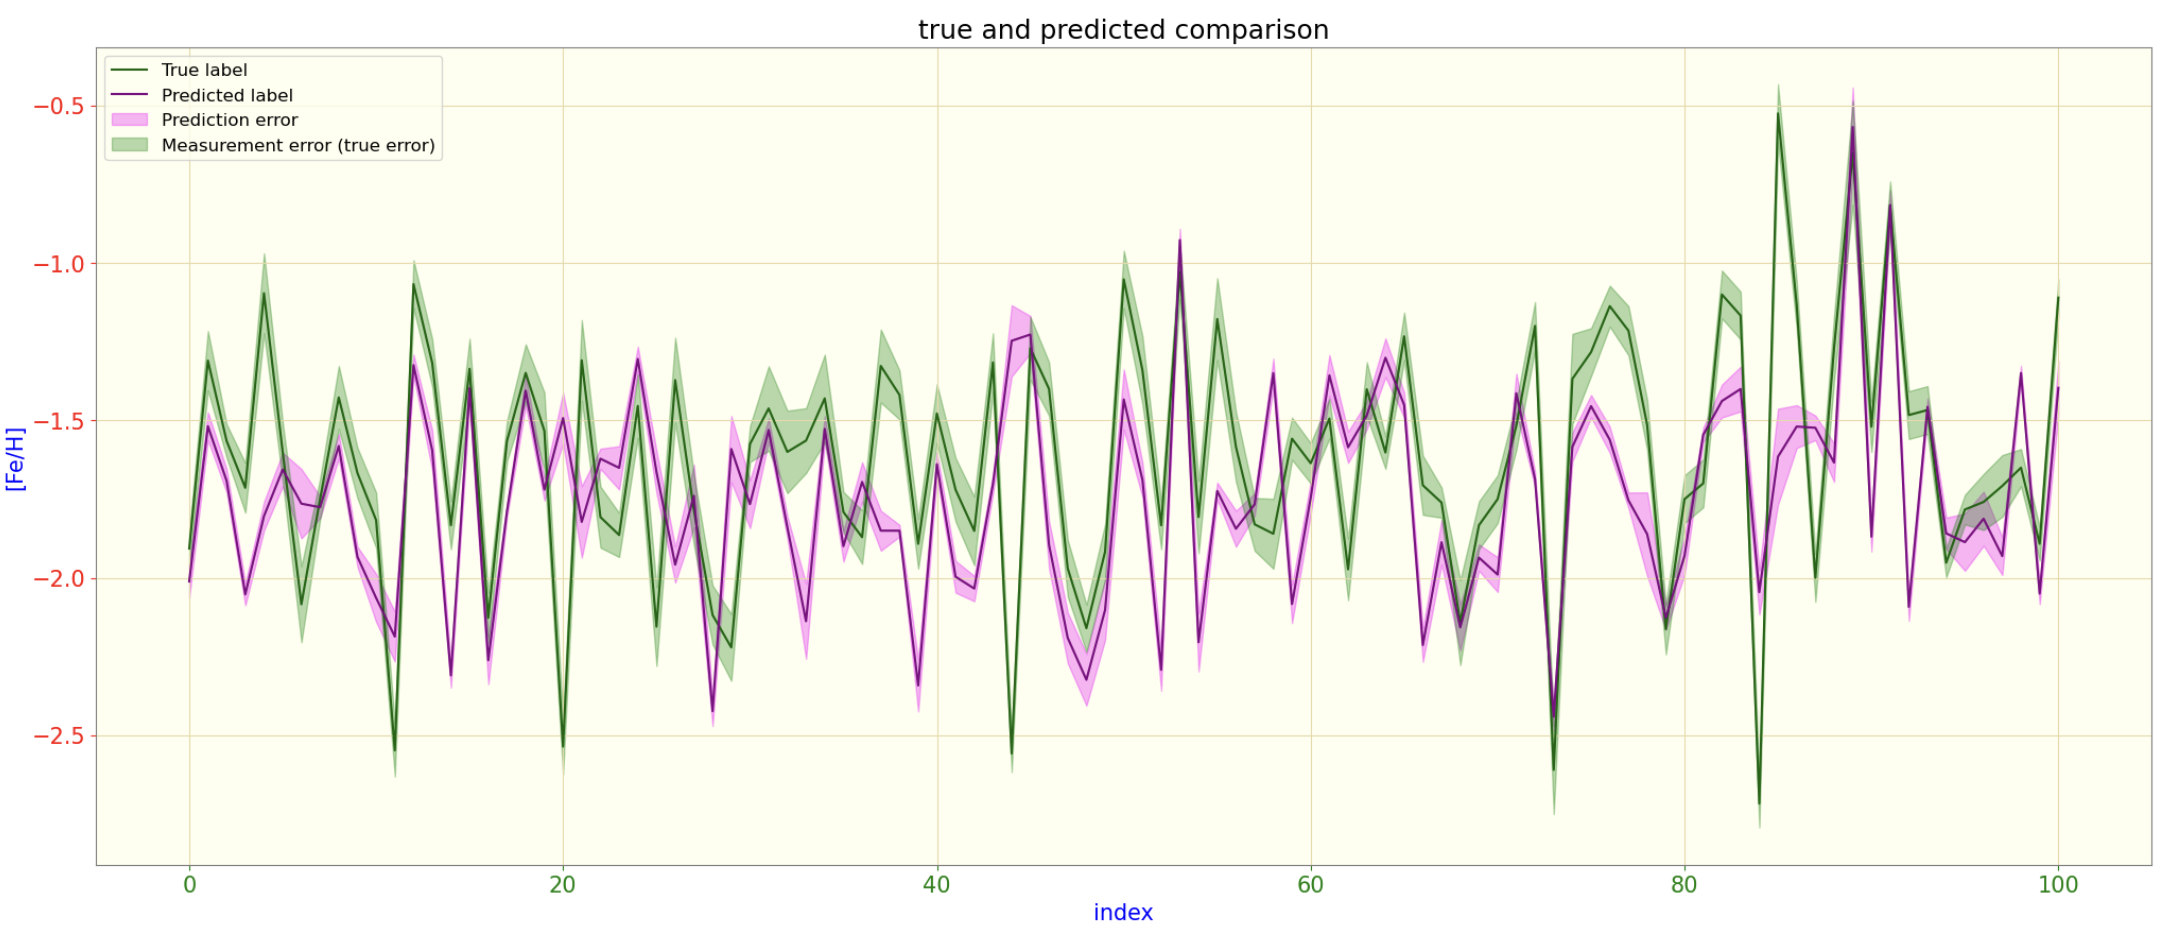 true and predicted comparison
True label
Predicted label
Prediction error
Measurement error (true error)
−0.5
−1.0
−1.5
−2.0
−2.5
[Fe/H]
0 20 40 60 80 100
index